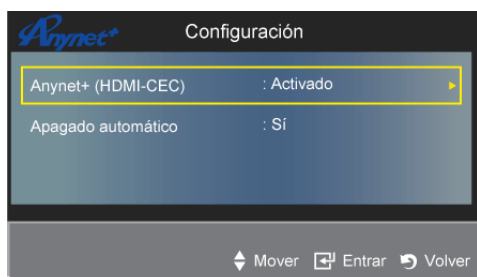 Anynet+ Configuración
Anynet+ (HDMI-CEC) : Activado
Apagado automático : Sí
Mover Entrar Volver